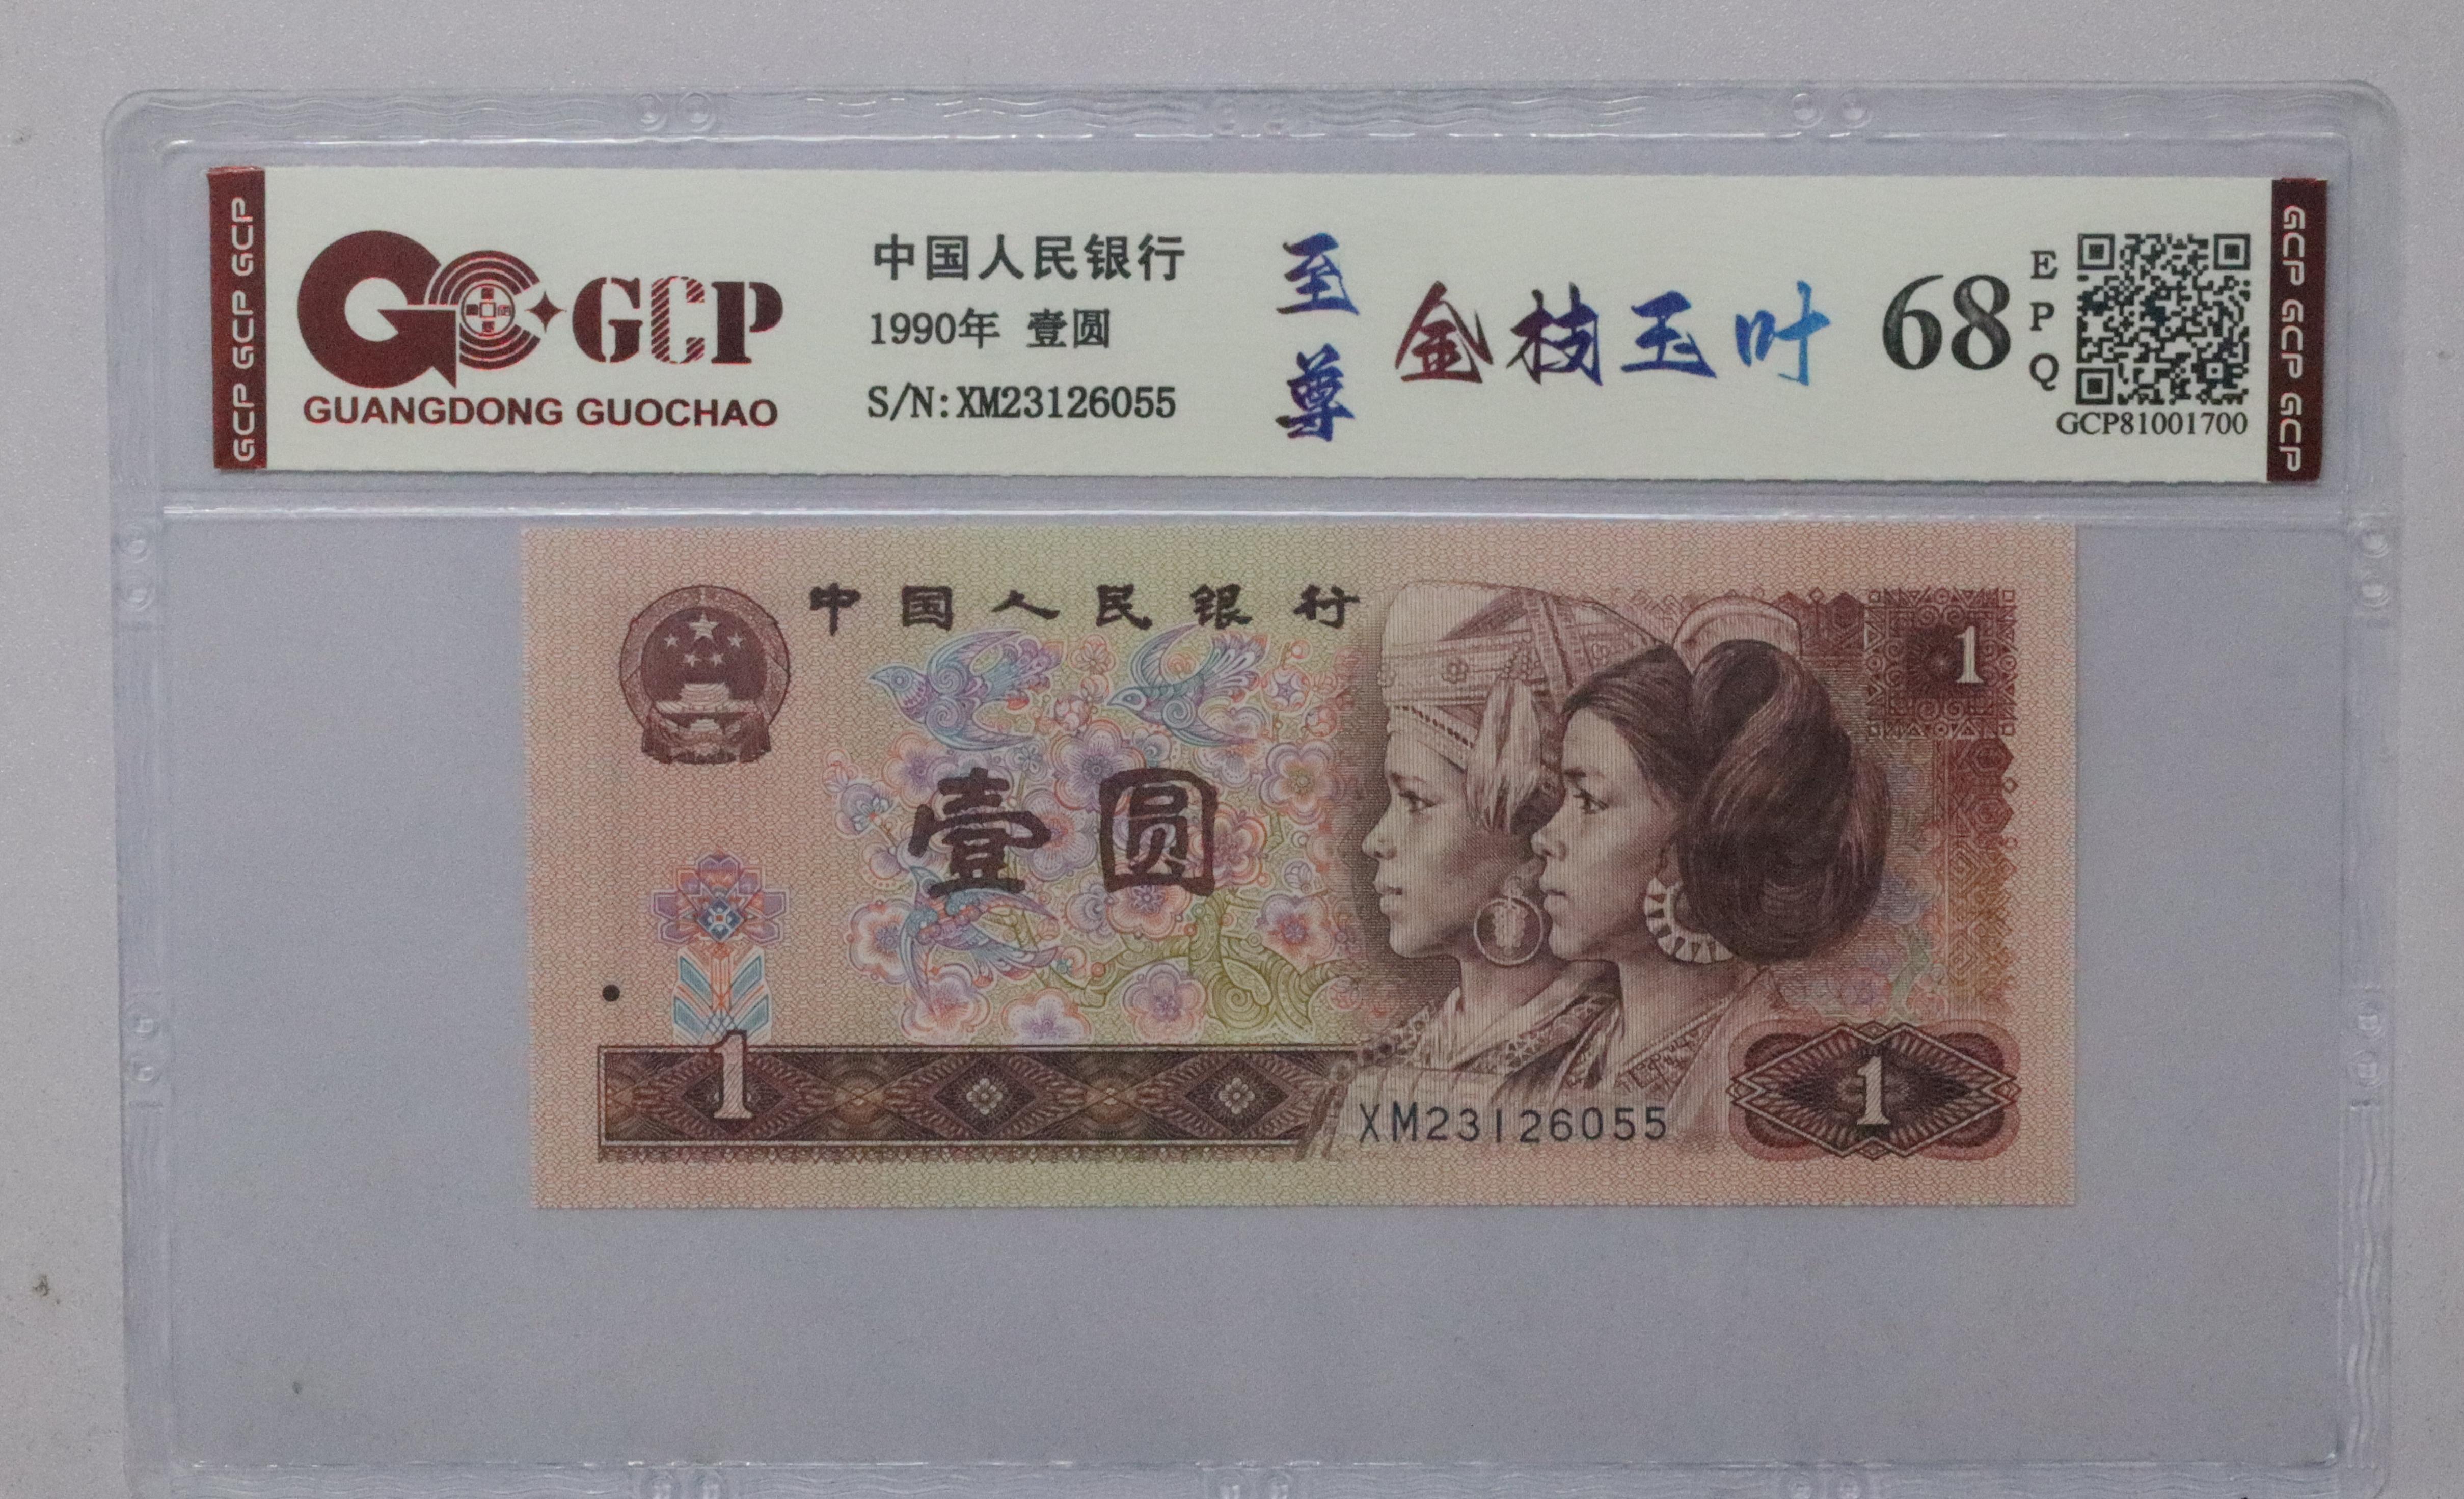 GCP GCP GCP
GCP
GUANGDONG GUOCHAO
中国人民银行
1990年 壹圆
S/N:XM23126055
至尊
金枝玉叶
68
EPQ
GCP81001700
GCP GCP GCP
中国人民银行
1
壹圆
1
XM23126055
1